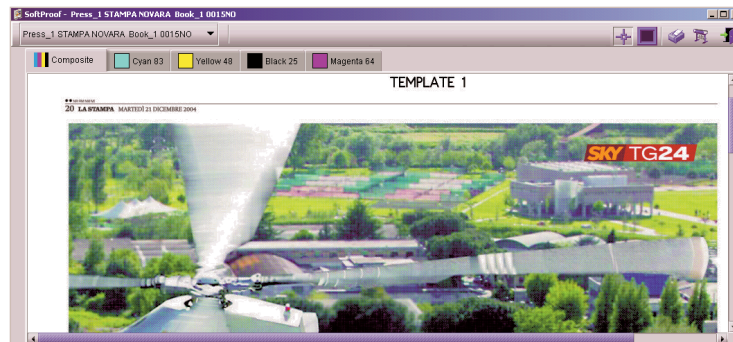 SoftProof - Press_1 STAMPA NOVARA Book_1 0015NO
Press_1 STAMPA NOVARA Book_1 0015NO
Composite
Cyan 83
Yellow 48
Black 25
Magenta 64
TEMPLATE 1
20 LA STAMPA MARTEDÌ 21 DICEMBRE 2004
SKY TG24